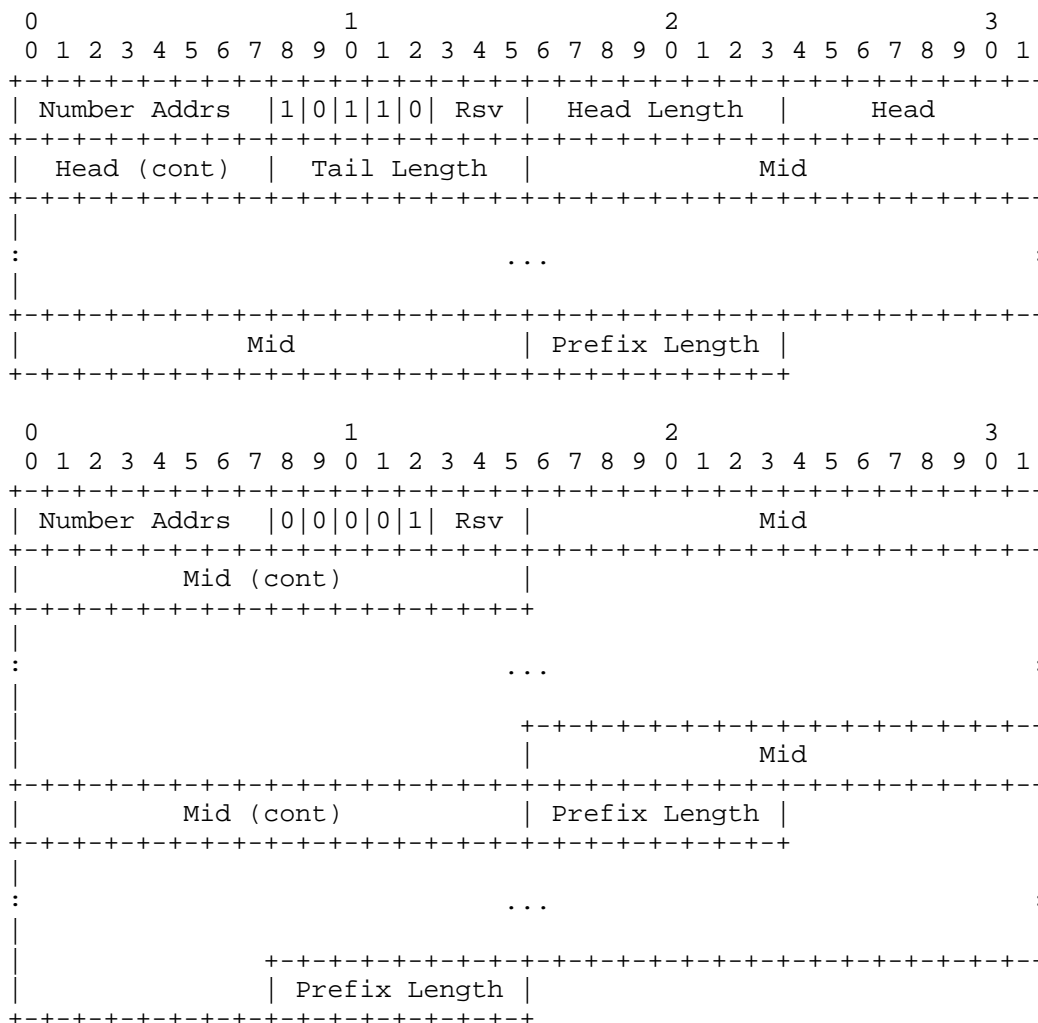 0                   1                   2                   3
 0 1 2 3 4 5 6 7 8 9 0 1 2 3 4 5 6 7 8 9 0 1 2 3 4 5 6 7 8 9 0 1
+-+-+-+-+-+-+-+-+-+-+-+-+-+-+-+-+-+-+-+-+-+-+-+-+-+-+-+-+-+-+-+--
| Number Addrs  |1|0|1|1|0| Rsv |  Head Length  |     Head
+-+-+-+-+-+-+-+-+-+-+-+-+-+-+-+-+-+-+-+-+-+-+-+-+-+-+-+-+-+-+-+--
|  Head (cont)  |  Tail Length  |              Mid
+-+-+-+-+-+-+-+-+-+-+-+-+-+-+-+-+-+-+-+-+-+-+-+-+-+-+-+-+-+-+-+--
|
:                              ...                              :
|
+-+-+-+-+-+-+-+-+-+-+-+-+-+-+-+-+-+-+-+-+-+-+-+-+-+-+-+-+-+-+-+--
|              Mid              | Prefix Length |
+-+-+-+-+-+-+-+-+-+-+-+-+-+-+-+-+-+-+-+-+-+-+-+-+

 0                   1                   2                   3
 0 1 2 3 4 5 6 7 8 9 0 1 2 3 4 5 6 7 8 9 0 1 2 3 4 5 6 7 8 9 0 1
+-+-+-+-+-+-+-+-+-+-+-+-+-+-+-+-+-+-+-+-+-+-+-+-+-+-+-+-+-+-+-+--
| Number Addrs  |0|0|0|0|1| Rsv |              Mid
+-+-+-+-+-+-+-+-+-+-+-+-+-+-+-+-+-+-+-+-+-+-+-+-+-+-+-+-+-+-+-+--
|          Mid (cont)           |
+-+-+-+-+-+-+-+-+-+-+-+-+-+-+-+-+
|
:                              ...                              :
|
|                               +-+-+-+-+-+-+-+-+-+-+-+-+-+-+-+--
|                               |              Mid
+-+-+-+-+-+-+-+-+-+-+-+-+-+-+-+-+-+-+-+-+-+-+-+-+-+-+-+-+-+-+-+--
|          Mid (cont)           | Prefix Length |
+-+-+-+-+-+-+-+-+-+-+-+-+-+-+-+-+-+-+-+-+-+-+-+-+
|
:                              ...                              :
|
|               +-+-+-+-+-+-+-+-+-+-+-+-+-+-+-+-+-+-+-+-+-+-+-+--
|               | Prefix Length |
+-+-+-+-+-+-+-+-+-+-+-+-+-+-+-+-+